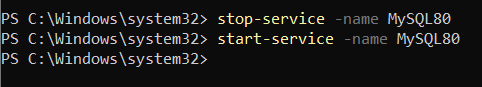 PS C:\Windows\system32> stop-service -name MySQL80
PS C:\Windows\system32> start-service -name MySQL80
PS C:\Windows\system32>